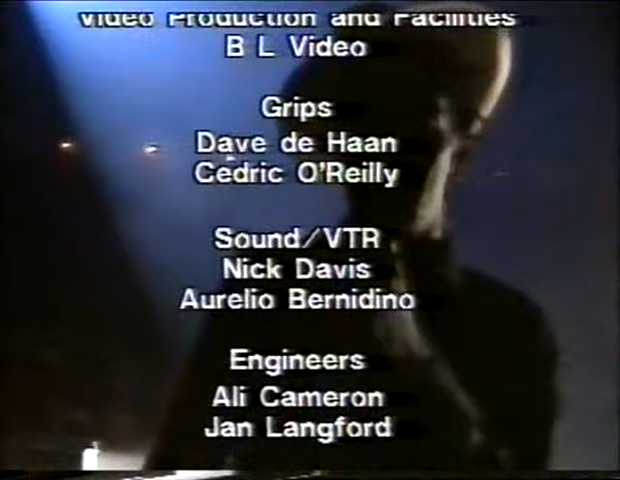 Video Production and Facilities
B L Video
Grips
Dave de Haan
Cedric O'Reilly
Sound/VTR
Nick Davis
Aurelio Bernidino
Engineers
Ali Cameron
Jan Langford